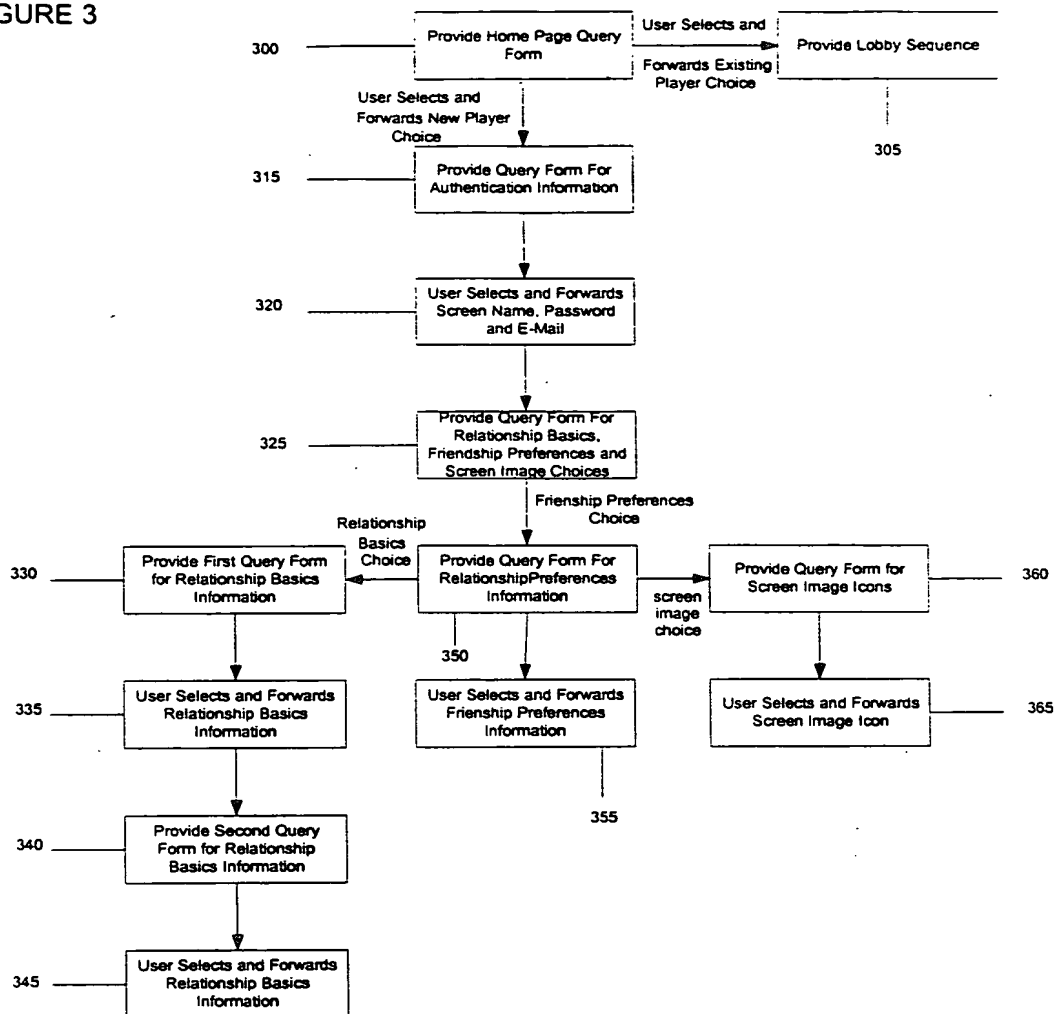 GURE 3
300
Provide Home Page Query
Form
User Selects and
Forwards Existing
Player Choice
Provide Lobby Sequence
305
User Selects and
Forwards New Player
Choice
315
Provide Query Form For
Authentication Information
320
User Selects and Forwards
Screen Name, Password
and E-Mail
325
Provide Query Form For
Relationship Basics,
Friendship Preferences and
Screen Image Choices
Frienship Preferences
Choice
Relationship
Basics
Choice
330
Provide First Query Form
for Relationship Basics
Information
Provide Query Form For
RelationshipPreferences
Information
350
screen
image
choice
Provide Query Form for
Screen Image Icons
360
335
User Selects and Forwards
Relationship Basics
Information
User Selects and Forwards
Frienship Preferences
Information
355
User Selects and Forwards
Screen Image Icon
365
340
Provide Second Query
Form for Relationship
Basics Information
345
User Selects and Forwards
Relationship Basics
Information